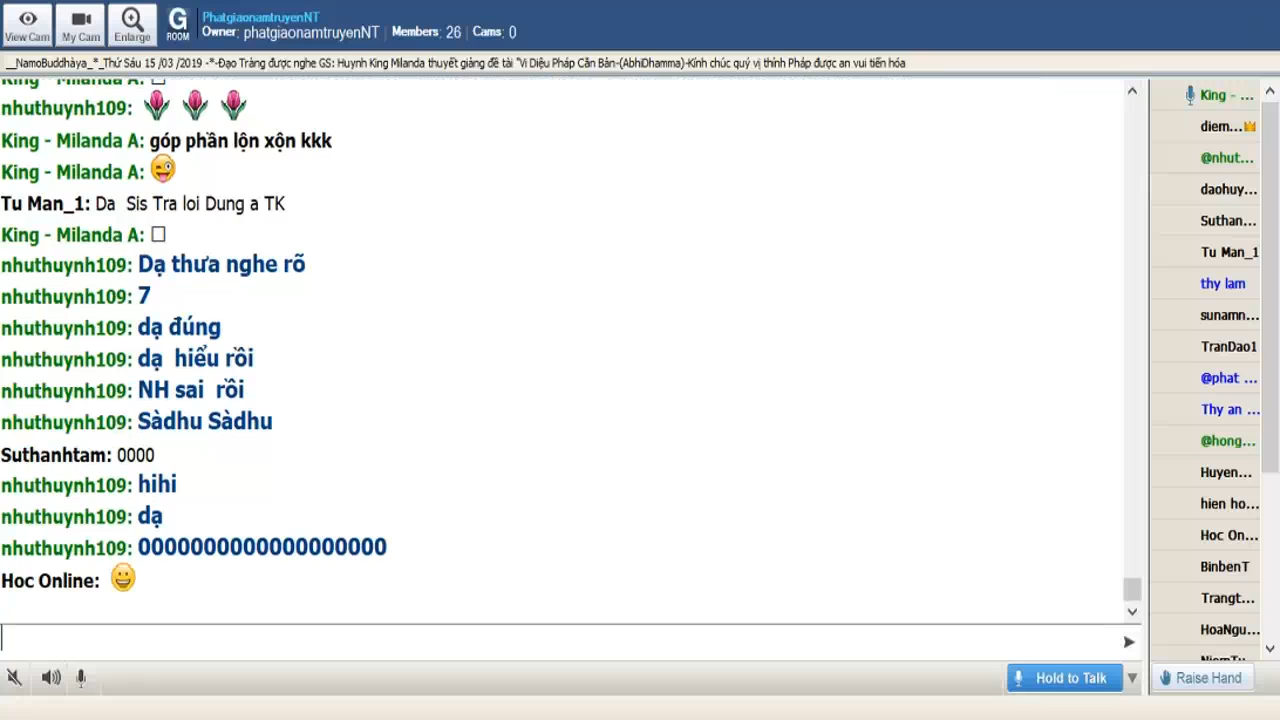 View Cam
My Cam
Enlarge
G
ROOM
PhatgiaonamtruyenNT
Owner: phatgiaonamtruyenNT | Members: 26 | Cams: 0
__NamoBuddhàya_*_Thứ Sáu 15 /03 /2019 -*-Đạo Tràng được nghe GS: Huynh King Milanda thuyết giảng đề tài "Vi Diệu Pháp Căn Bản-(AbhiDhamma)-Kính chúc quý vị thính Pháp được an vui tiến hóa
King - Milanda A:
nhuthuynh109:
King - Milanda A: góp phần lộn xộn kkk
King - Milanda A:
Tu Man_1: Da Sis Tra loi Dung a TK
King - Milanda A:
nhuthuynh109: Dạ thưa nghe rõ
nhuthuynh109: 7
nhuthuynh109: dạ đúng
nhuthuynh109: dạ hiểu rồi
nhuthuynh109: NH sai rồi
nhuthuynh109: Sàdhu Sàdhu
Suthanhtam: 0000
nhuthuynh109: hihi
nhuthuynh109: dạ
nhuthuynh109: 0000000000000000000
Hoc Online:
King - ...
diem...
@nhut...
daohuy...
Suthan...
Tu Man_1
thy lam
sunamn...
TranDao1
@phat ...
Thy an ...
@hong...
Huyen...
hien ho...
Hoc On...
BinbenT
Trangt...
HoaNgu...
Hold to Talk
Raise Hand